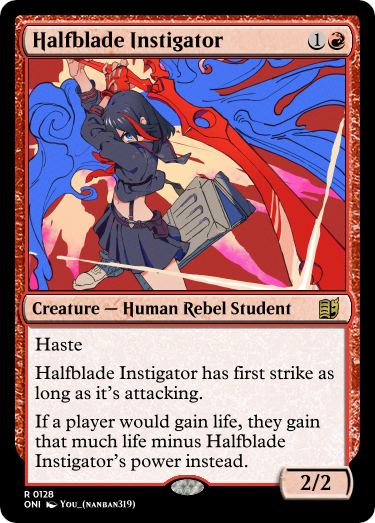 Halfblade Instigator 1
Creature — Human Rebel Student
Haste
Halfblade Instigator has first strike as
long as it's attacking.
If a player would gain life, they gain
that much life minus Halfblade
Instigator's power instead.
2/2
R 0128
ONI You_(nanban319)